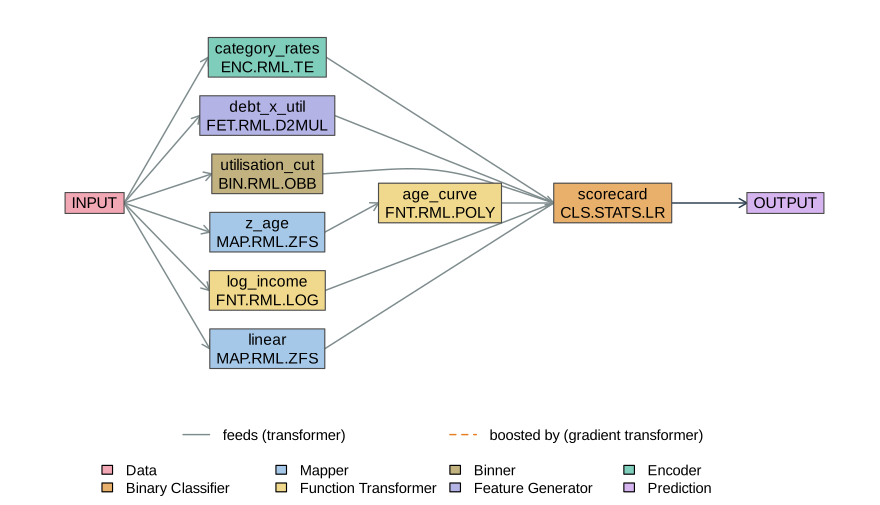 category_rates
ENC.RML.TE
debt_x_util
FET.RML.D2MUL
utilisation_cut
BIN.RML.OBB
INPUT
z_age
MAP.RML.ZFS
age_curve
FNT.RML.POLY
scorecard
CLS.STATS.LR
OUTPUT
log_income
FNT.RML.LOG
linear
MAP.RML.ZFS
feeds (transformer)
boosted by (gradient transformer)
Data
Mapper
Binner
Encoder
Binary Classifier
Function Transformer
Feature Generator
Prediction